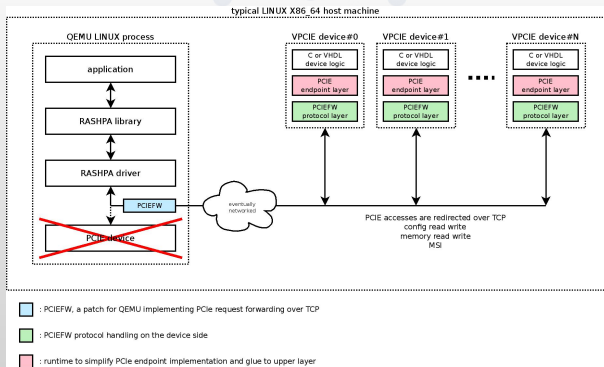 typical LINUX X86_64 host machine
QEMU LINUX process
application
RASHPA library
RASHPA driver
PCIEFW
PCIE device
eventually
networked
VPCIE device#0
C or VHDL
device logic
PCIE
endpoint layer
PCIEFW
protocol layer
VPCIE device#1
C or VHDL
device logic
PCIE
endpoint layer
PCIEFW
protocol layer
VPCIE device#N
C or VHDL
device logic
PCIE
endpoint layer
PCIEFW
protocol layer
PCIE accesses are redirected over TCP
config read write
memory read write
MSI
: PCIEFW, a patch for QEMU implementing PCIe request forwarding over TCP
: PCIEFW protocol handling on the device side
: runtime to simplify PCIe endpoint implementation and glue to upper layer